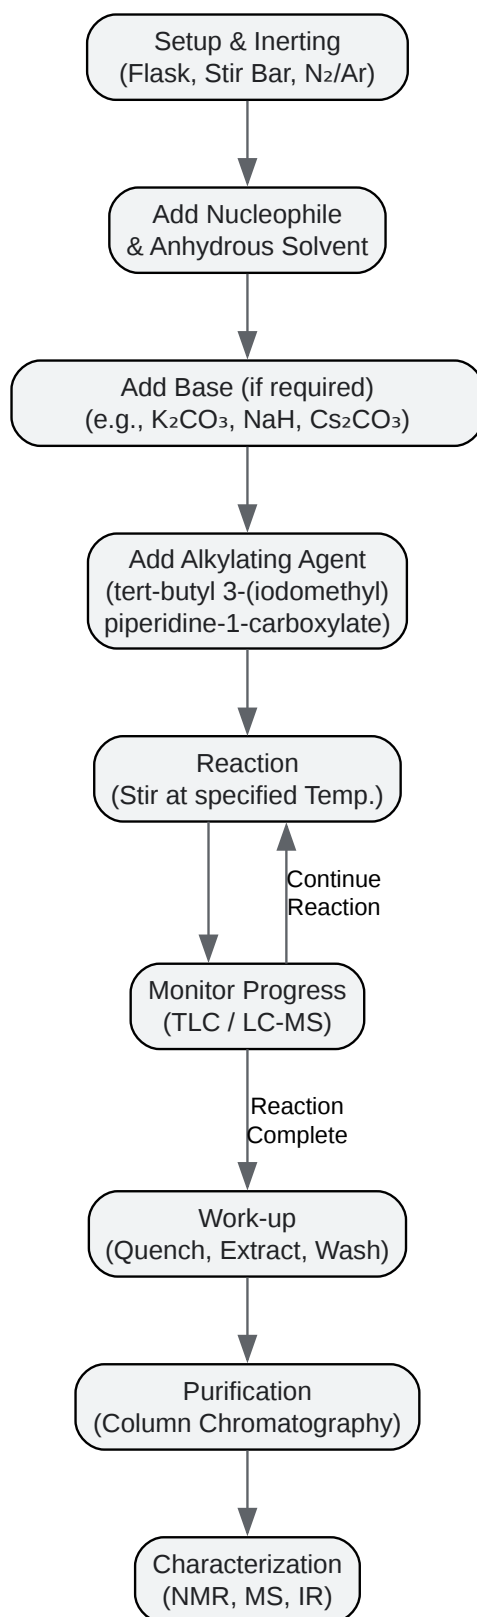 Setup & Inerting
(Flask, Stir Bar, N₂/Ar)
Add Nucleophile
& Anhydrous Solvent
Add Base (if required)
(e.g., K₂CO₃, NaH, Cs₂CO₃)
Add Alkylating Agent
(tert-butyl 3-(iodomethyl)
piperidine-1-carboxylate)
Reaction
(Stir at specified Temp.)
Continue
Reaction
Monitor Progress
(TLC / LC-MS)
Reaction
Complete
Work-up
(Quench, Extract, Wash)
Purification
(Column Chromatography)
Characterization
(NMR, MS, IR)